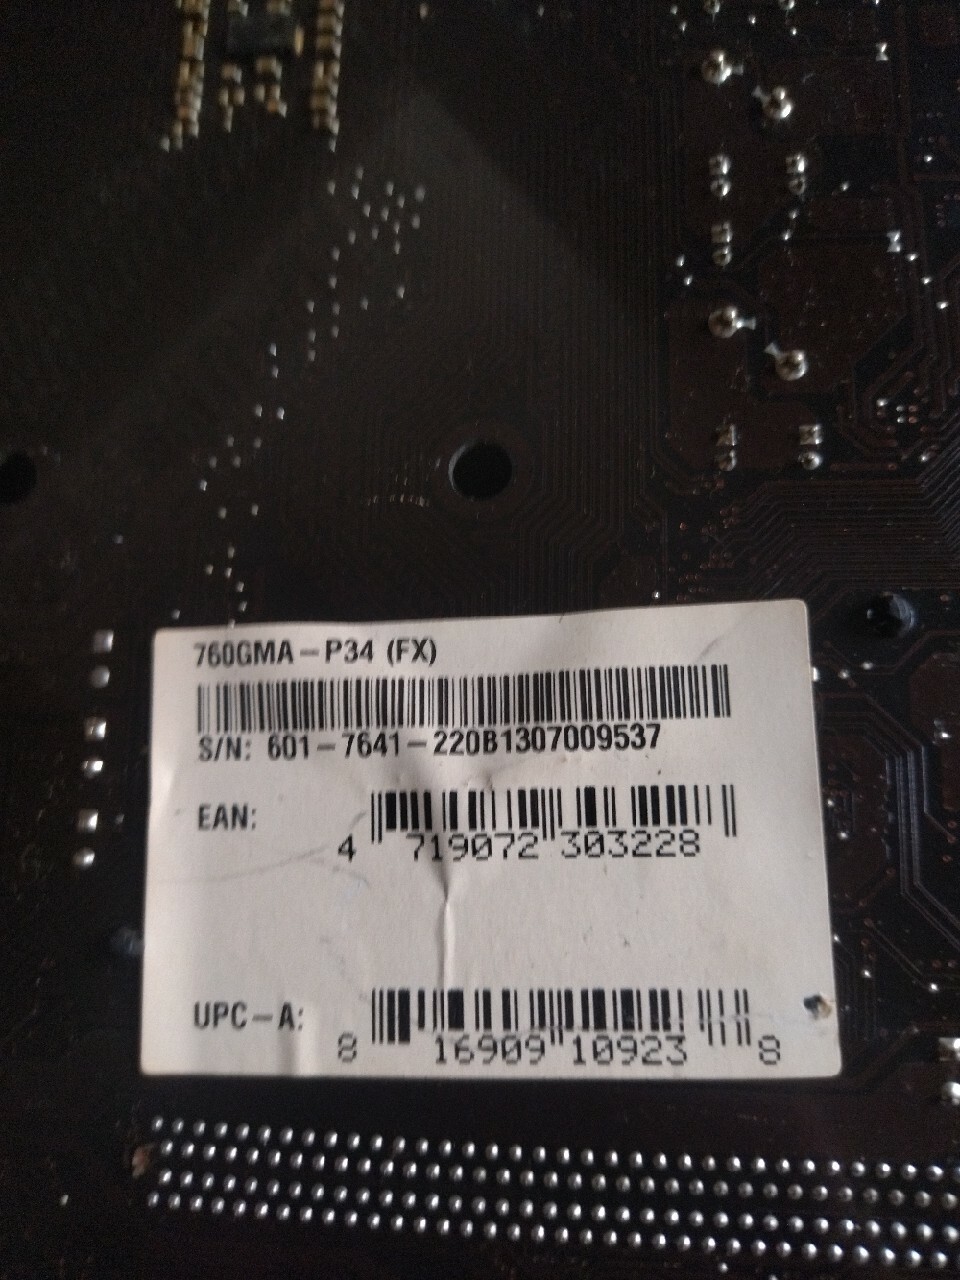 760GMA-P34 (FX)
S/N: 601-7641-220B1307009537
EAN:
4 719072 303228
UPC-A:
8 16909 10923 8